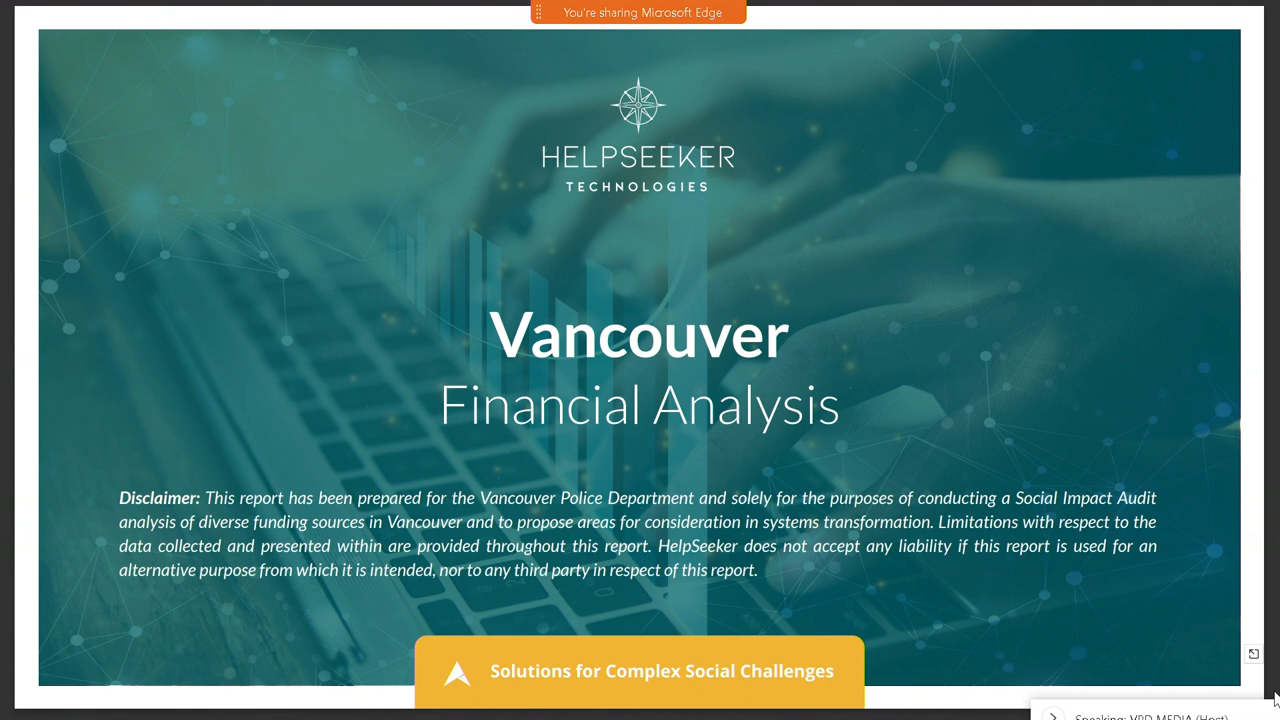 You're sharing Microsoft Edge
HELPSEEKER
TECHNOLOGIES
Vancouver
Financial Analysis
Disclaimer: This report has been prepared for the Vancouver Police Department and solely for the purposes of conducting a Social Impact Audit
analysis of diverse funding sources in Vancouver and to propose areas for consideration in systems transformation. Limitations with respect to the
data collected and presented within are provided throughout this report. HelpSeeker does not accept any liability if this report is used for an
alternative purpose from which it is intended, nor to any third party in respect of this report.
Solutions for Complex Social Challenges
Speaking: VPD MEDIA (Host)